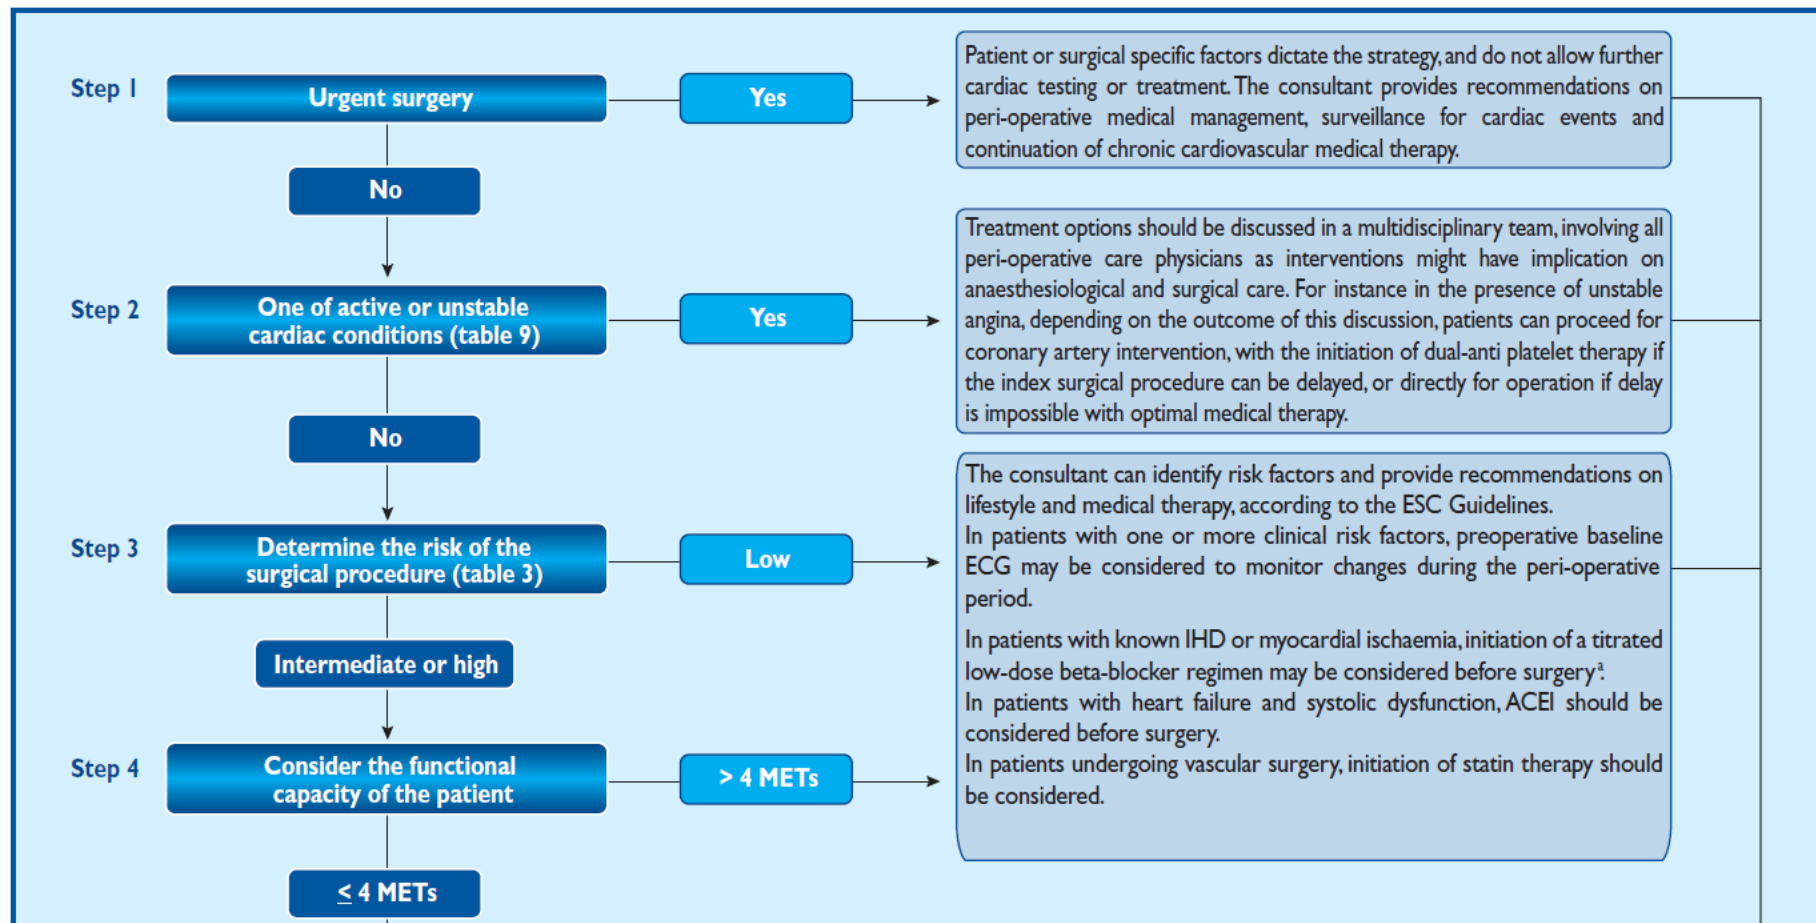 Step 1
Urgent surgery
Yes
Patient or surgical specific factors dictate the strategy, and do not allow further
cardiac testing or treatment. The consultant provides recommendations on
peri-operative medical management, surveillance for cardiac events and
continuation of chronic cardiovascular medical therapy.
No
Step 2
One of active or unstable
cardiac conditions (table 9)
Yes
Treatment options should be discussed in a multidisciplinary team, involving all
peri-operative care physicians as interventions might have implication on
anaesthesiological and surgical care. For instance in the presence of unstable
angina, depending on the outcome of this discussion, patients can proceed for
coronary artery intervention, with the initiation of dual-anti platelet therapy if
the index surgical procedure can be delayed, or directly for operation if delay
is impossible with optimal medical therapy.
No
Step 3
Determine the risk of the
surgical procedure (table 3)
Low
The consultant can identify risk factors and provide recommendations on
lifestyle and medical therapy, according to the ESC Guidelines.
In patients with one or more clinical risk factors, preoperative baseline
ECG may be considered to monitor changes during the peri-operative
period.
In patients with known IHD or myocardial ischaemia, initiation of a titrated
low-dose beta-blocker regimen may be considered before surgeryª.
In patients with heart failure and systolic dysfunction, ACEI should be
considered before surgery.
In patients undergoing vascular surgery, initiation of statin therapy should
be considered.
Intermediate or high
Step 4
Consider the functional
capacity of the patient
> 4 METs
≤ 4 METs